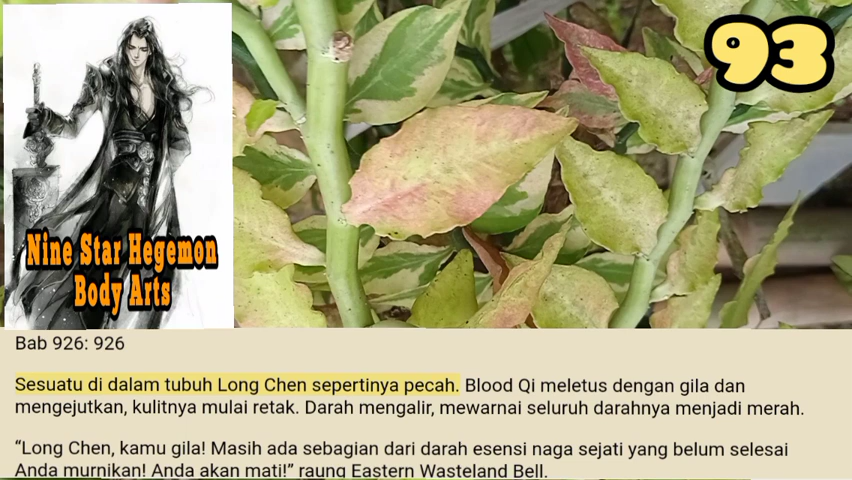 93
Nine Star Hegemon
Body Arts
Bab 926: 926
Sesuatu di dalam tubuh Long Chen sepertinya pecah. Blood Qi meletus dengan gila dan
mengejutkan, kulitnya mulai retak. Darah mengalir, mewarnai seluruh darahnya menjadi merah.
“Long Chen, kamu gila! Masih ada sebagian dari darah esensi naga sejati yang belum selesai
Anda murnikan! Anda akan mati!” raung Eastern Wasteland Bell.